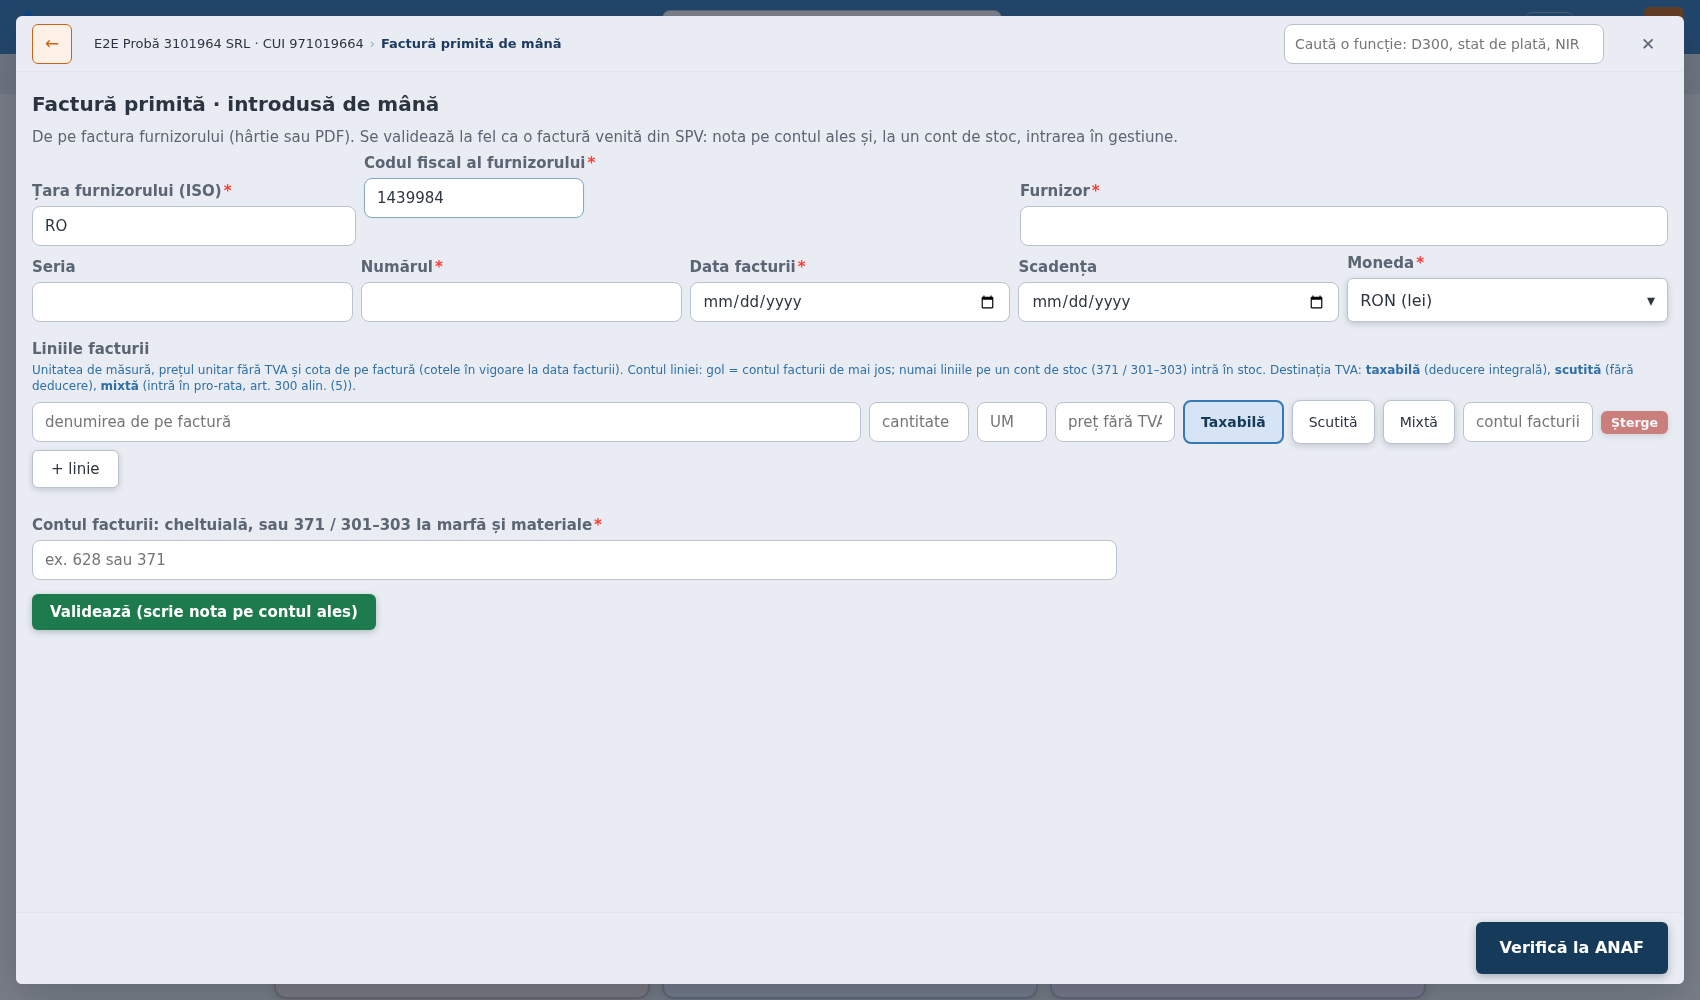 ←
E2E Probă 3101964 SRL · CUI 971019664 › Factură primită de mână
Caută o funcție: D300, stat de plată, NIR
✕
Factură primită · introdusă de mână
De pe factura furnizorului (hârtie sau PDF). Se validează la fel ca o factură venită din SPV: nota pe contul ales și, la un cont de stoc, intrarea în gestiune.
Țara furnizorului (ISO)*
RO
Codul fiscal al furnizorului*
1439984
Furnizor*
Seria
Numărul*
Data facturii*
mm/dd/yyyy
Scadența
mm/dd/yyyy
Moneda*
RON (lei) ▾
Liniile facturii
Unitatea de măsură, prețul unitar fără TVA și cota de pe factură (cotele în vigoare la data facturii). Contul liniei: gol = contul facturii de mai jos; numai liniile pe un cont de stoc (371 / 301–303) intră în stoc. Destinația TVA: taxabilă (deducere integrală), scutită (fără
deducere), mixtă (intră în pro-rata, art. 300 alin. (5)).
denumirea de pe factură
cantitate
UM
preț fără TVA
Taxabilă
Scutită
Mixtă
contul facturii
Șterge
+ linie
Contul facturii: cheltuială, sau 371 / 301–303 la marfă și materiale*
ex. 628 sau 371
Validează (scrie nota pe contul ales)
Verifică la ANAF